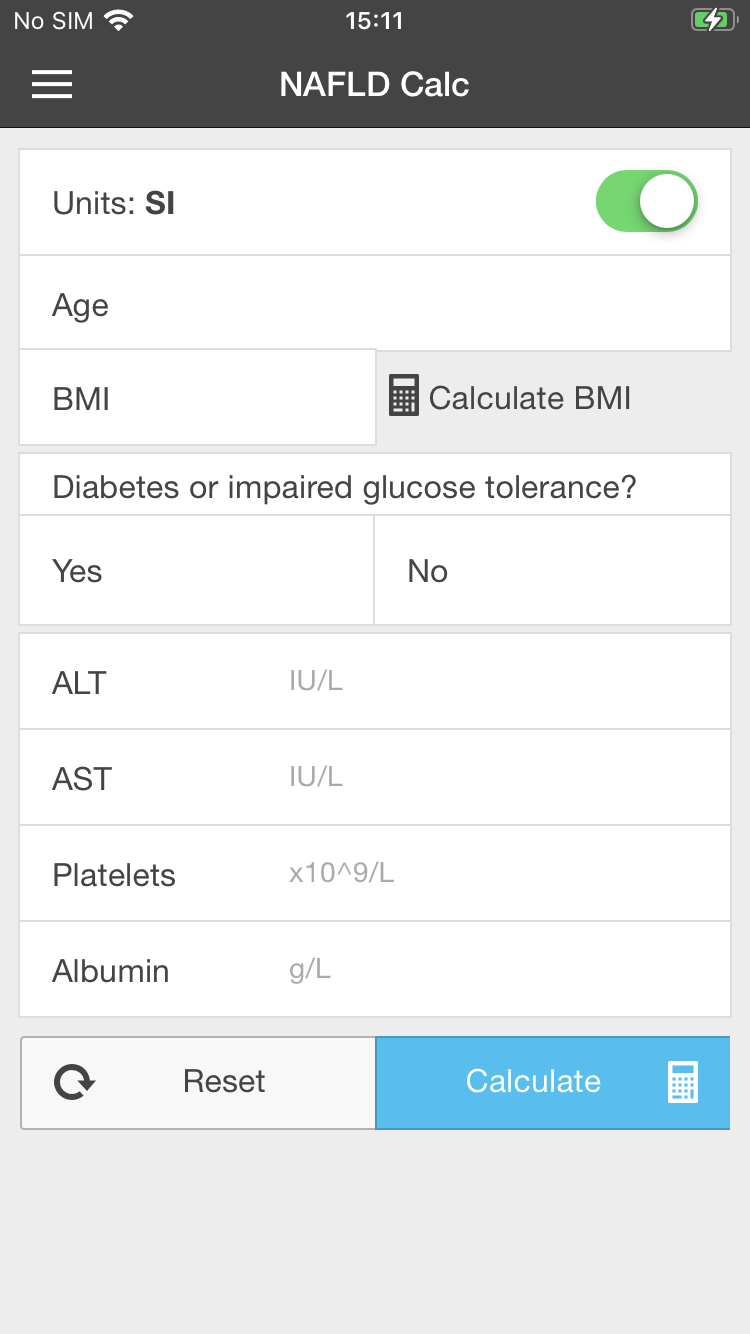 No SIM 15:11
NAFLD Calc
Units: SI
Age
BMI Calculate BMI
Diabetes or impaired glucose tolerance?
Yes No
ALT IU/L
AST IU/L
Platelets x10^9/L
Albumin g/L
Reset Calculate